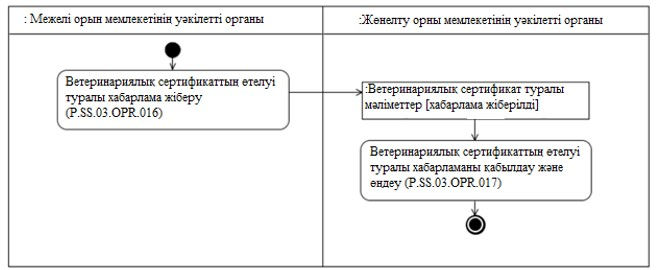 : Межелі орын мемлекетінің уәкілетті органы
:Жөнелту орны мемлекетінің уәкілетті органы
Ветеринариялық сертификаттың өтелуі
туралы хабарлама жіберу
(P.SS.03.OPR.016)
:Ветеринариялық сертификат туралы
мәліметтер [хабарлама жіберілді]
Ветеринариялық сертификаттың өтелуі
туралы хабарламаны қабылдау және
өңдеу (P.SS.03.OPR.017)